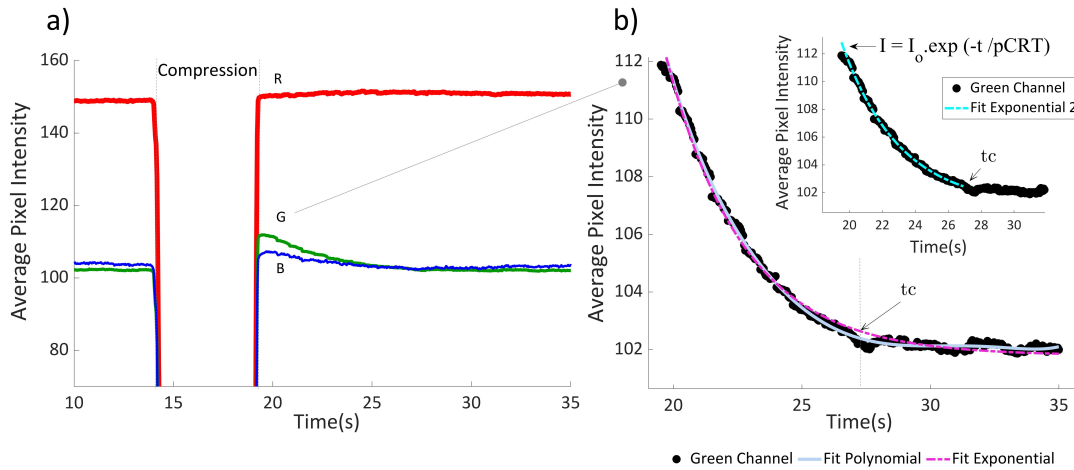 a)
160
140
120
100
80
Average Pixel Intensity
Compression
R
G
B
10
15
20
25
30
35
Time(s)
b)
112
110
108
106
104
102
Average Pixel Intensity
tc
20
25
30
35
Time(s)
112
110
108
106
104
102
Average Pixel Intensity
I = Io.exp (-t /pCRT)
Green Channel
Fit Exponential 2
tc
20
22
24
26
28
30
Time(s)
Green Channel Fit Polynomial Fit Exponential